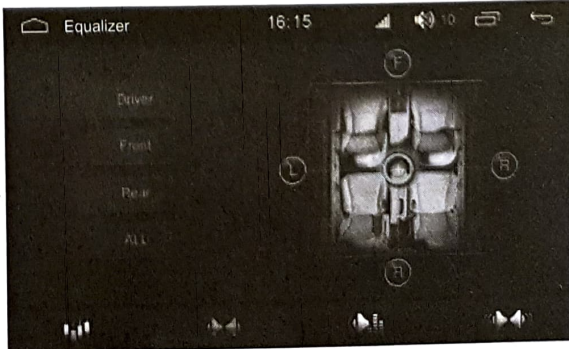 Equalizer 16:15 10
F
Driver
Front
L R
Rear
ALL
R